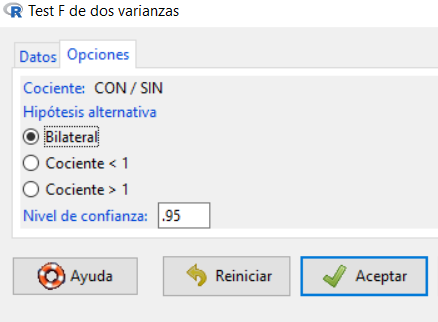 Test F de dos varianzas
Datos Opciones
Cociente: CON / SIN
Hipótesis alternativa
Bilateral
Cociente < 1
Cociente > 1
Nivel de confianza: .95
Ayuda Reiniciar Aceptar